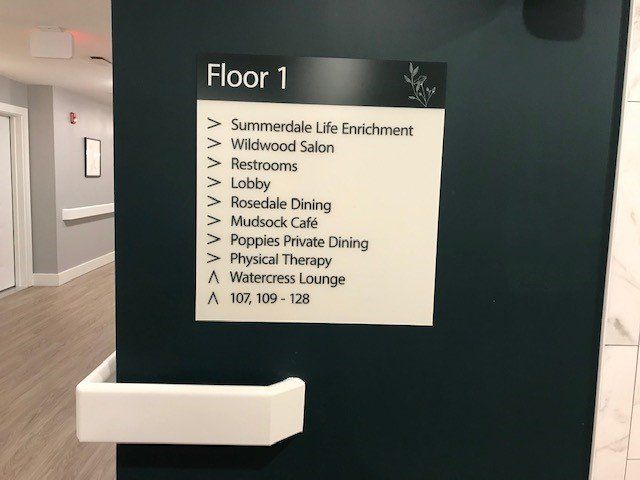 Floor 1
> Summerdale Life Enrichment
> Wildwood Salon
> Restrooms
> Lobby
> Rosedale Dining
> Mudsock Café
> Poppies Private Dining
> Physical Therapy
∧ Watercress Lounge
∧ 107, 109 - 128